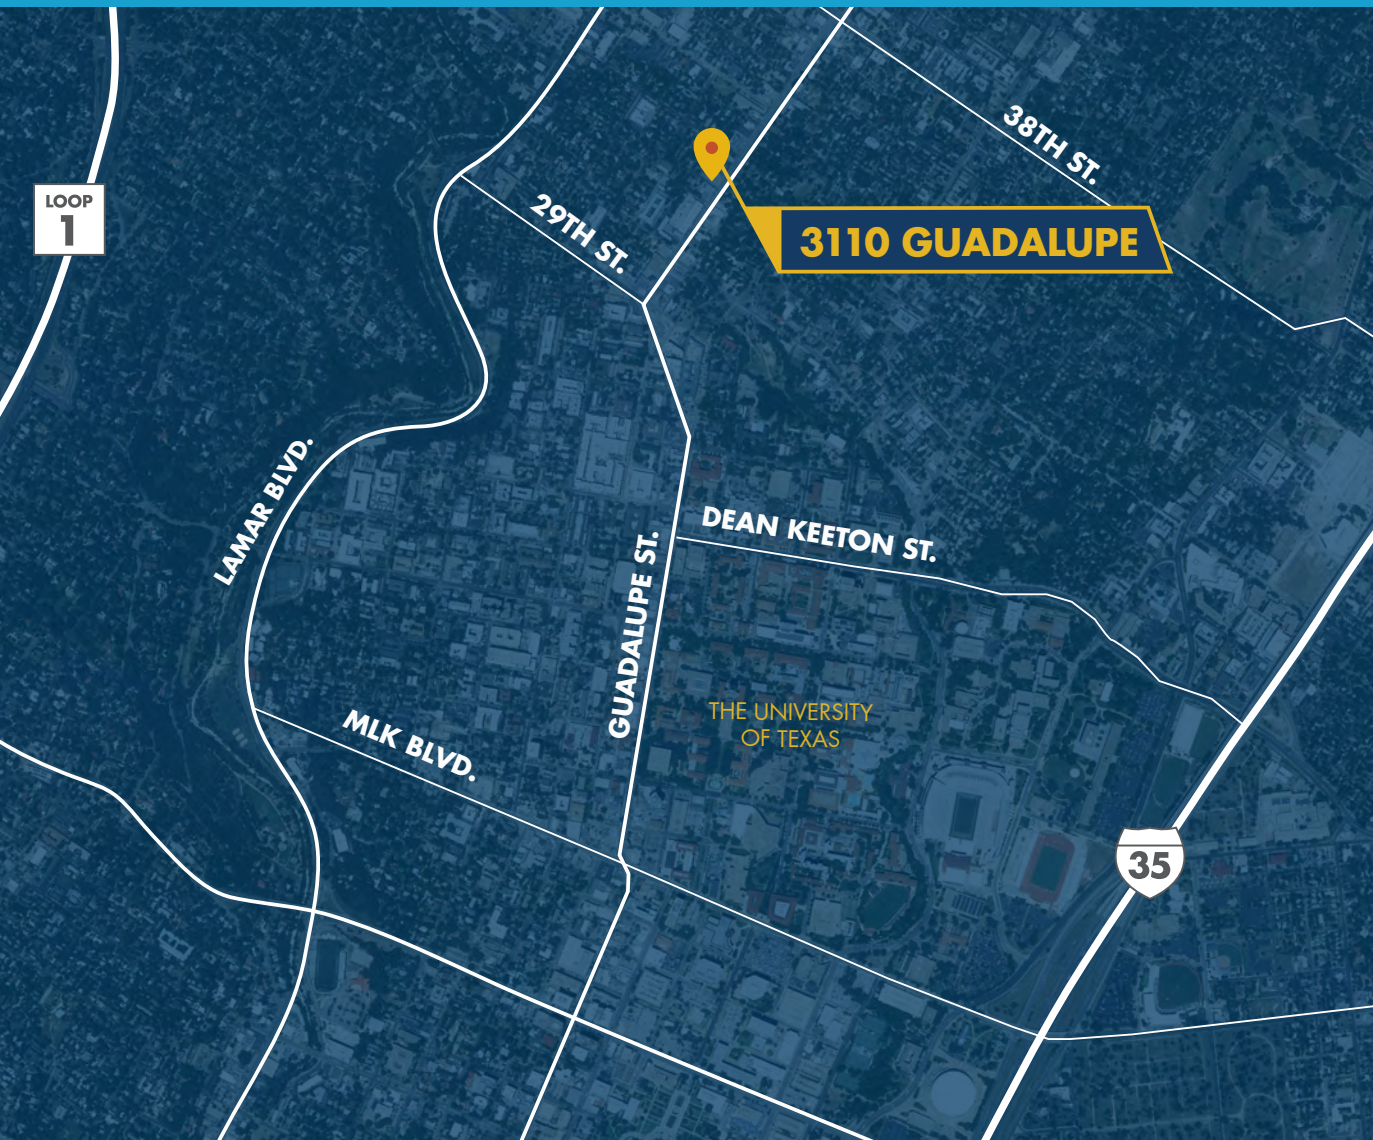 38TH ST.
LOOP
1
29TH ST.
3110 GUADALUPE
LAMAR BLVD.
DEAN KEETON ST.
GUADALUPE ST.
THE UNIVERSITY
OF TEXAS
MLK BLVD.
35